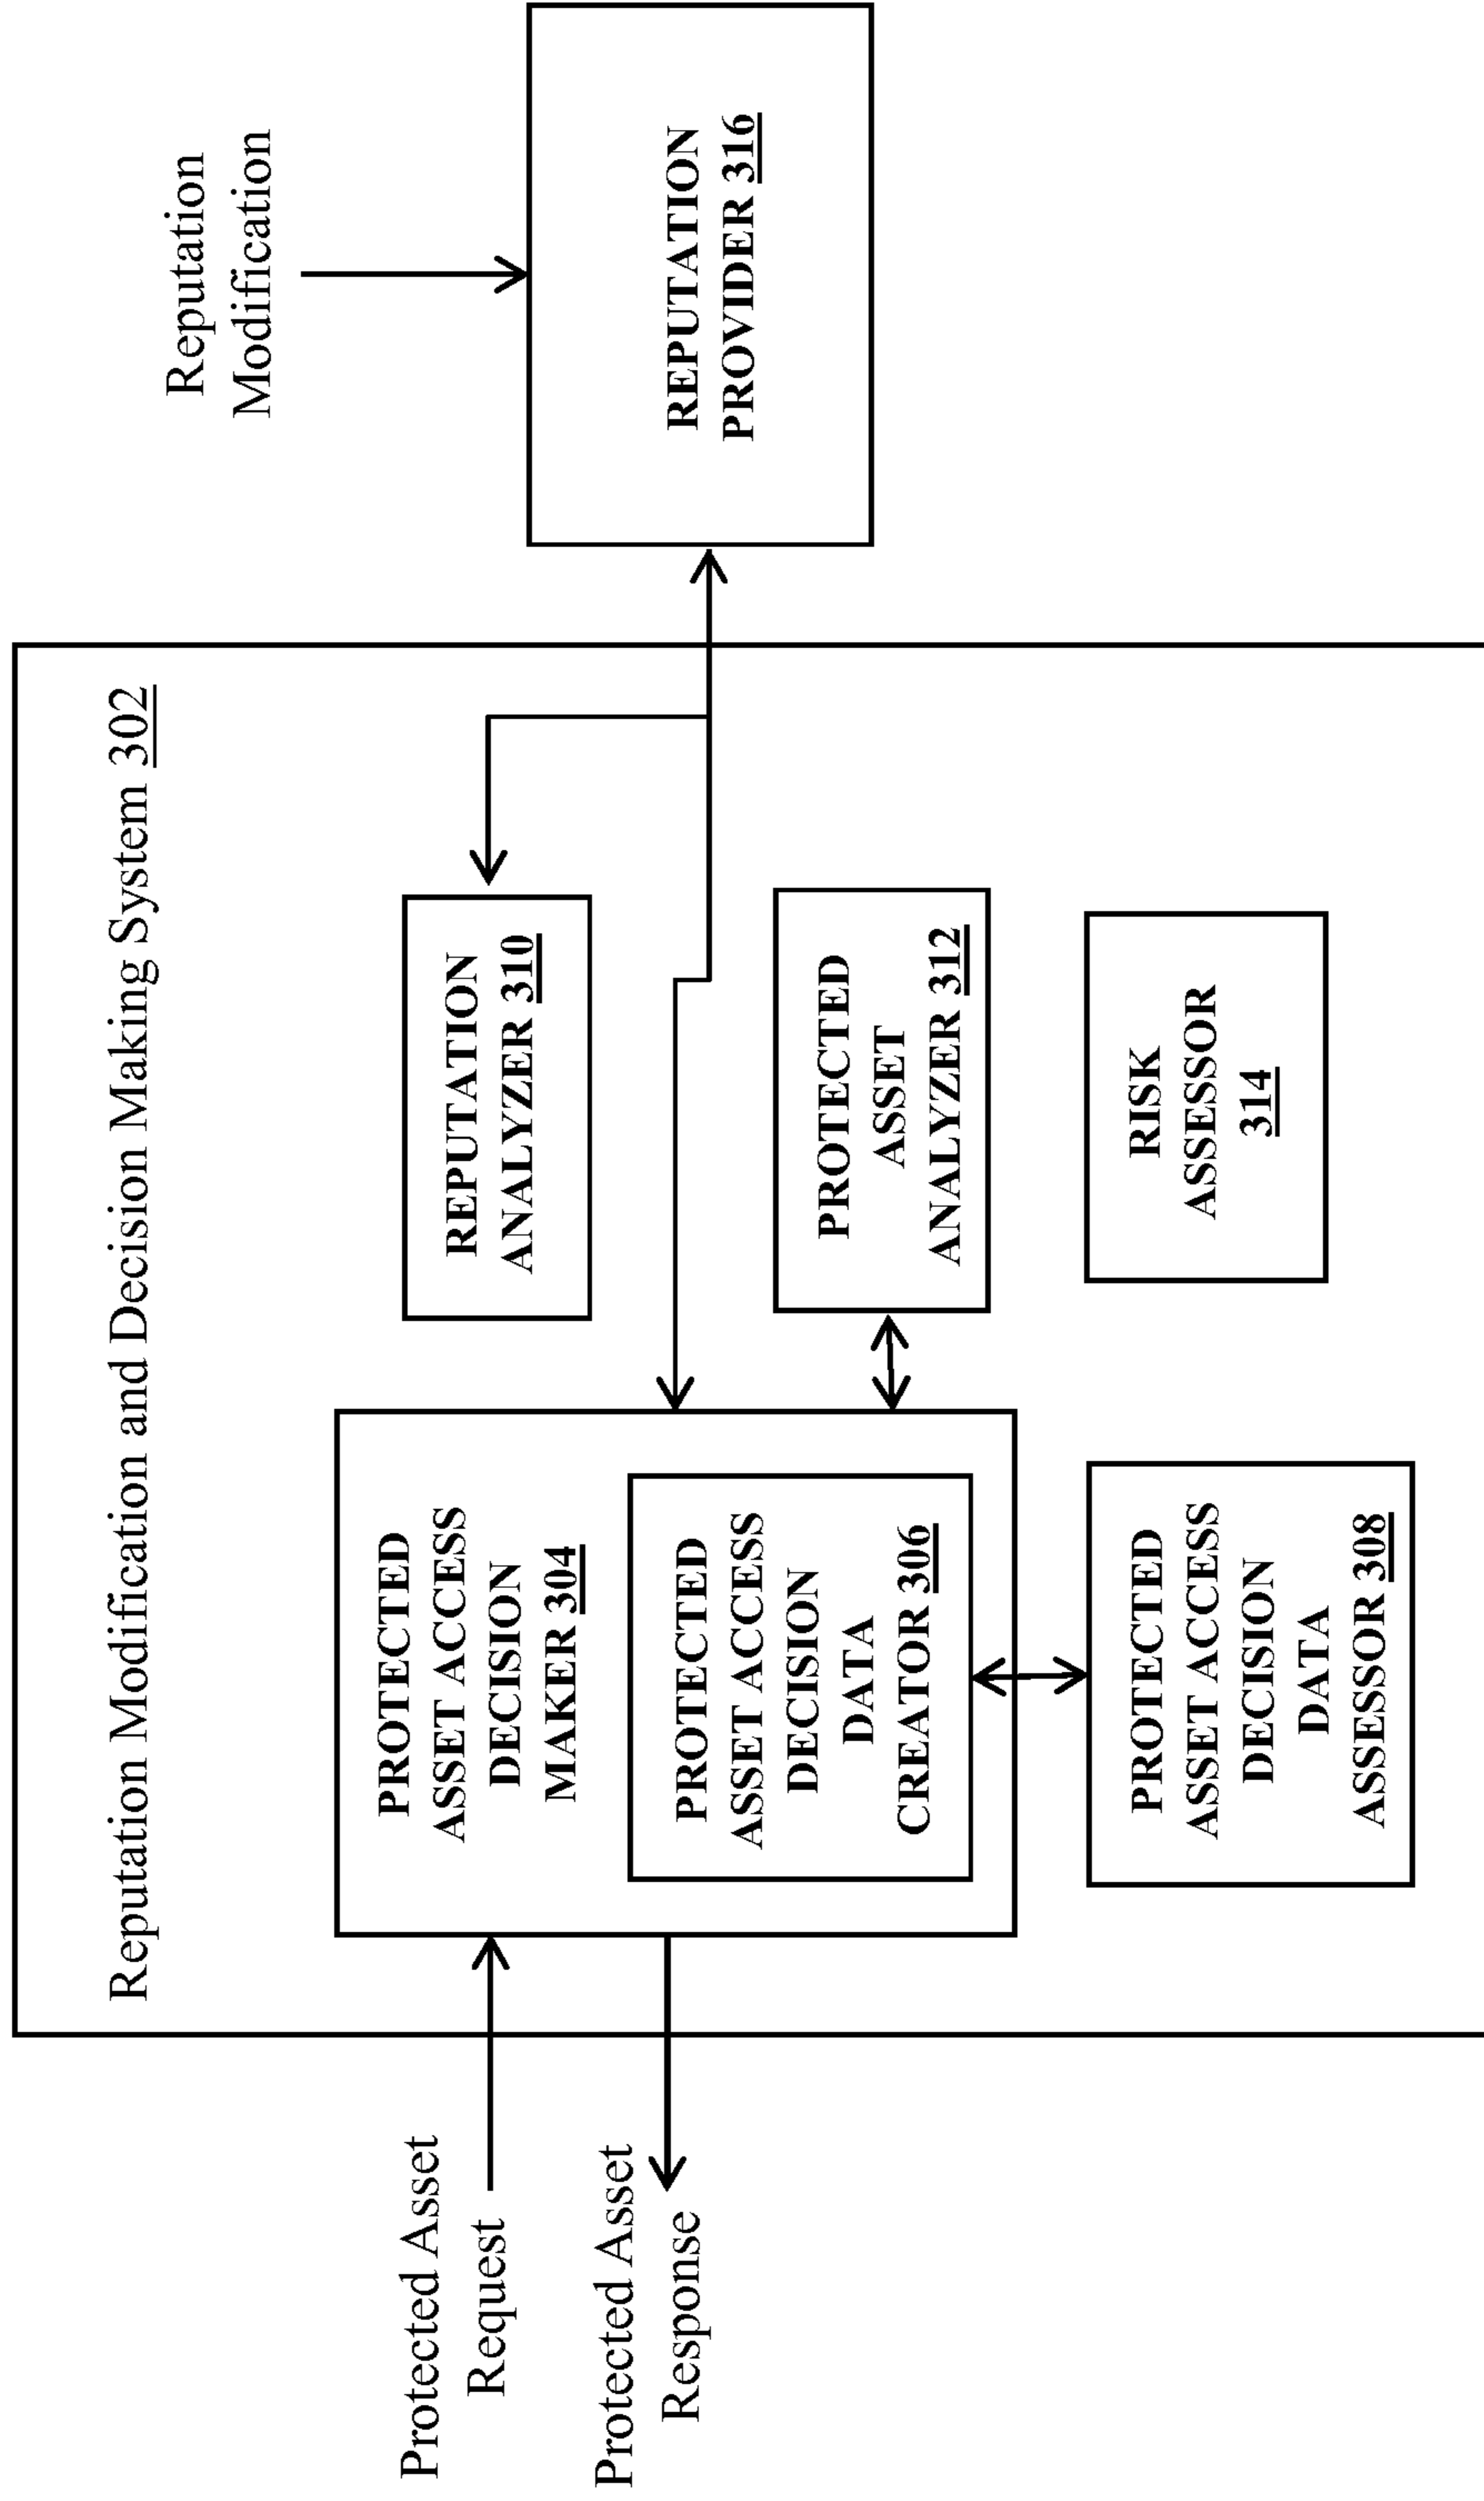 Reputation Modification and Decision Making System 302
Protected Asset
Request
Protected Asset
Response
PROTECTED
ASSET ACCESS
DECISION
MAKER 304
PROTECTED
ASSET ACCESS
DECISION
DATA
CREATOR 306
PROTECTED
ASSET ACCESS
DECISION
DATA
ASSESSOR 308
REPUTATION
ANALYZER 310
PROTECTED
ASSET
ANALYZER 312
RISK
ASSESSOR
314
Reputation
Modification
REPUTATION
PROVIDER 316